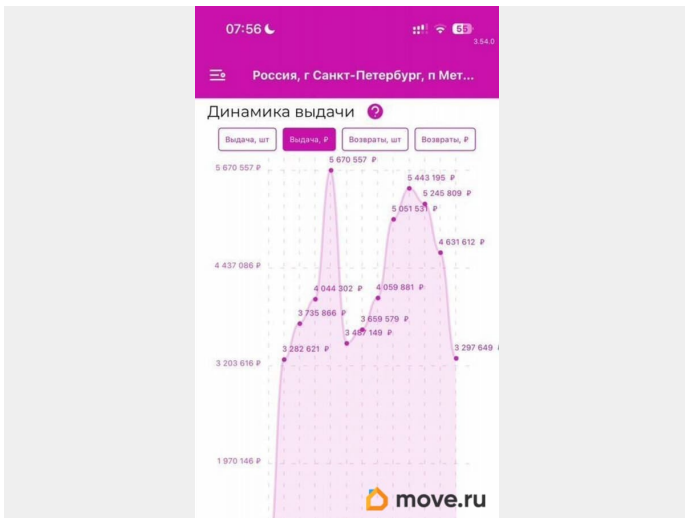 07:56
55
3.54.0
Россия, г Санкт-Петербург, п Мет...
Динамика выдачи ?
Выдача, шт
Выдача, ₽
Возвраты, шт
Возвраты, ₽
5 670 557 ₽
5 670 557 ₽
5 443 195 ₽
5 245 809 ₽
5 051 531 ₽
4 631 612 ₽
4 437 086 ₽
4 044 302 ₽
4 059 881 ₽
3 735 866 ₽
3 659 579 ₽
3 487 149 ₽
3 282 621 ₽
3 297 649
3 203 616 ₽
1 970 146 ₽
move.ru